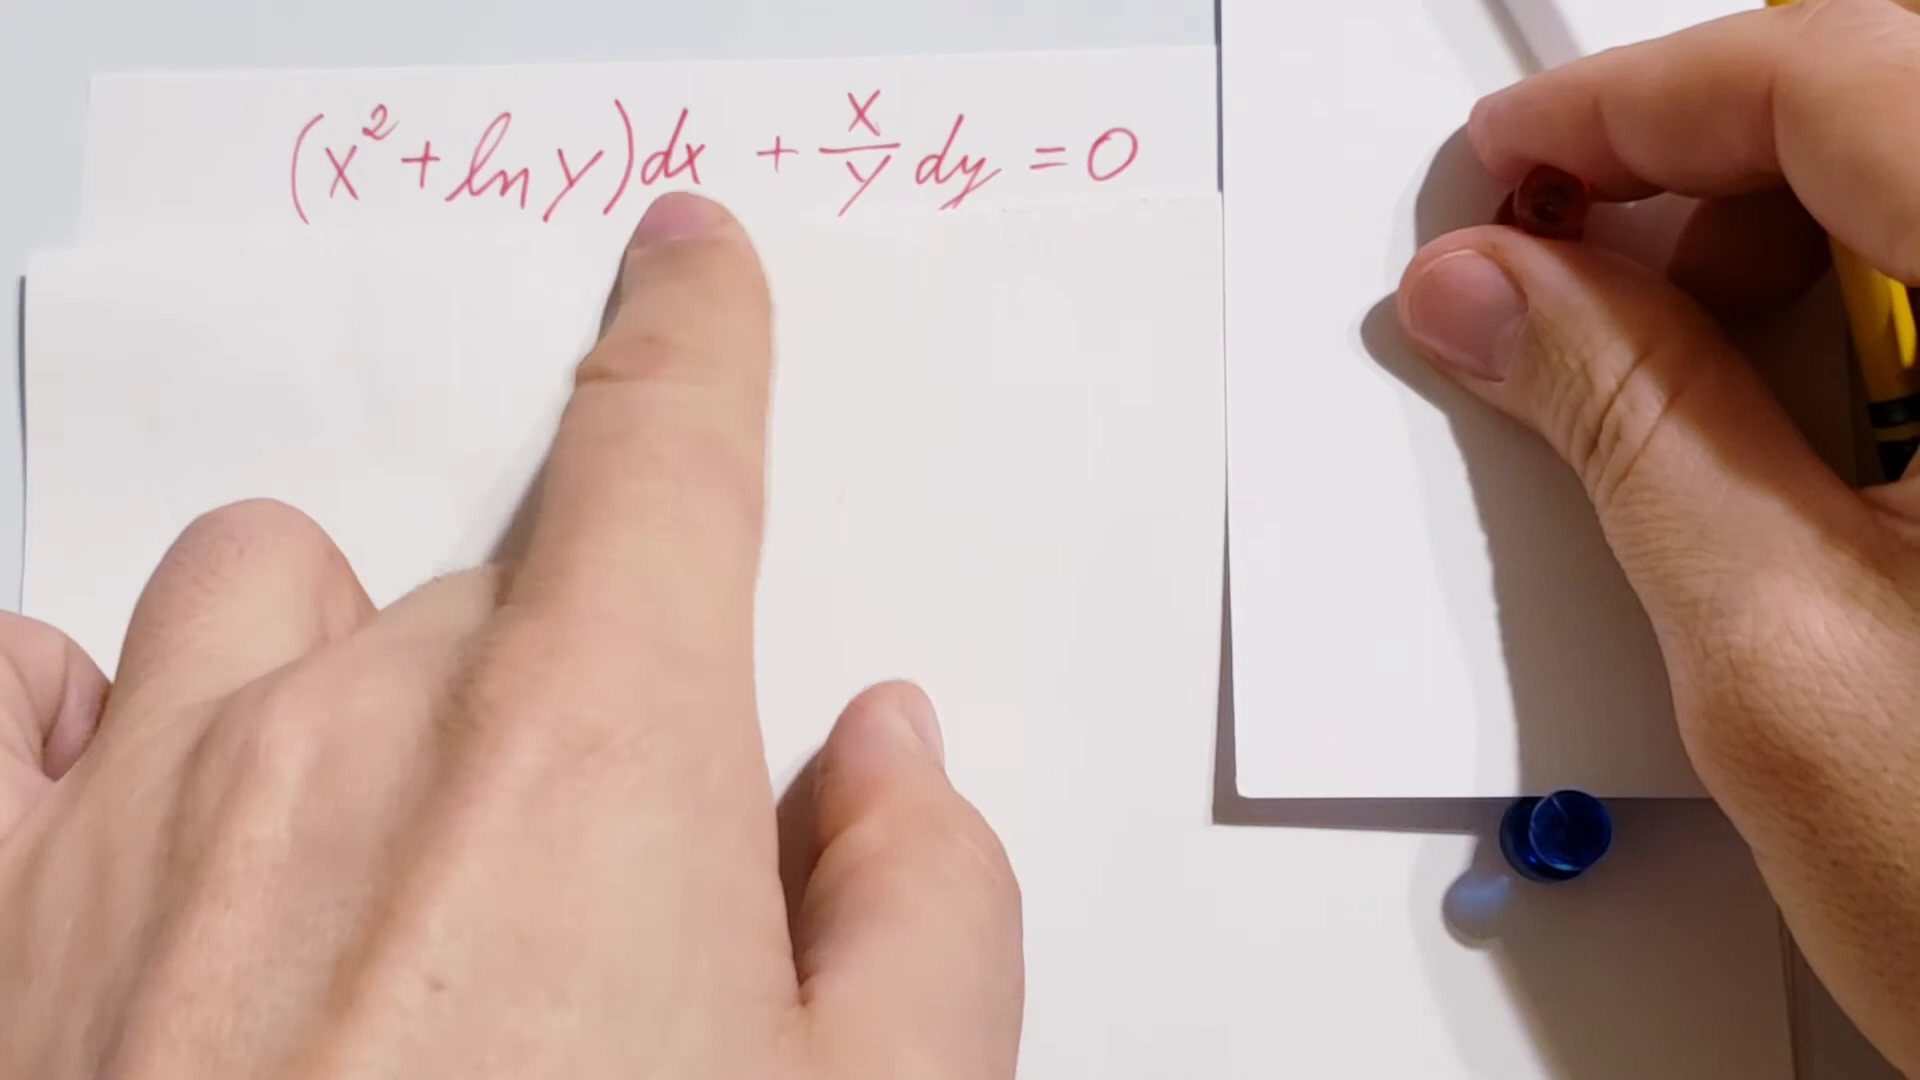 (x² + ln y)dx + x/y dy = 0